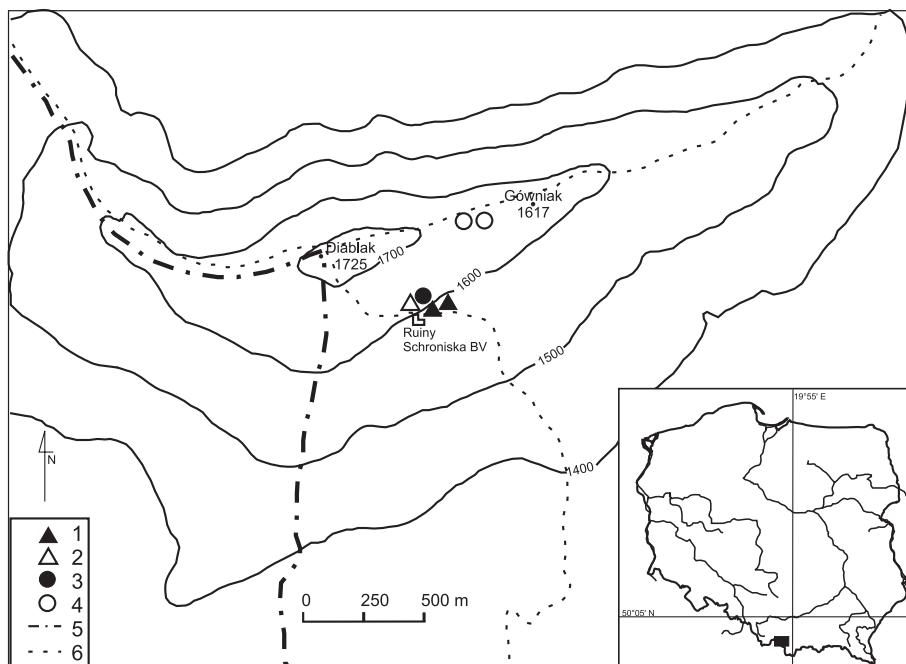 Gówniak
1617
Diablak
1725
1700
1600
Ruiny
Schroniska BV
1500
1400
19°55' E
50°05' N
N
1
2
3
4
5
6
0 250 500 m